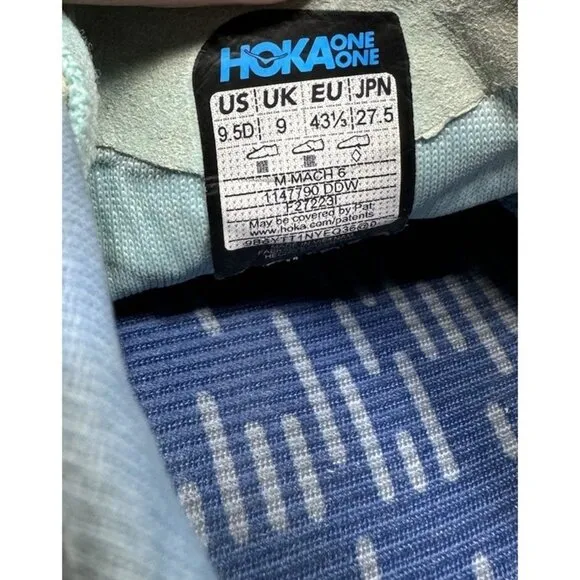 HOKA ONE ONE
US UK EU JPN
9.5D 9 43⅓ 27.5
M MACH 6
1147790 DDW
F27223I
May be covered by Pat.
www.hoka.com/patents